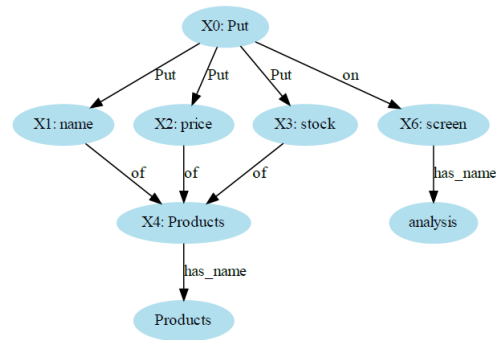 X0: Put
Put Put Put on
X1: name X2: price X3: stock X6: screen
of of of has_name
X4: Products analysis
has_name
Products